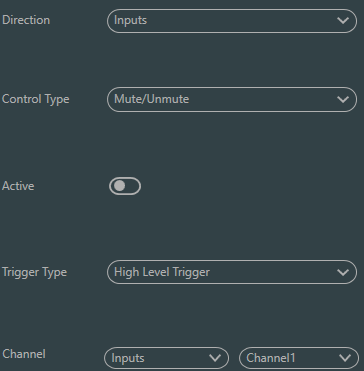 Direction Inputs
Control Type Mute/Unmute
Active
Trigger Type High Level Trigger
Channel Inputs Channel1